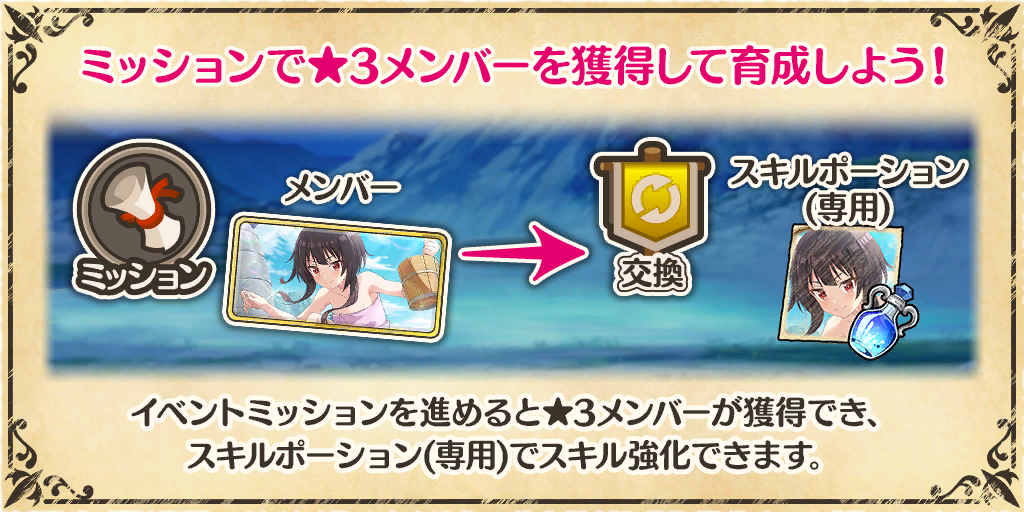 ミッションで★3メンバーを獲得して育成しよう!
メンバー
ミッション
交換
スキルポーション
(専用)
イベントミッションを進めると★3メンバーが獲得でき、
スキルポーション(専用)でスキル強化できます。